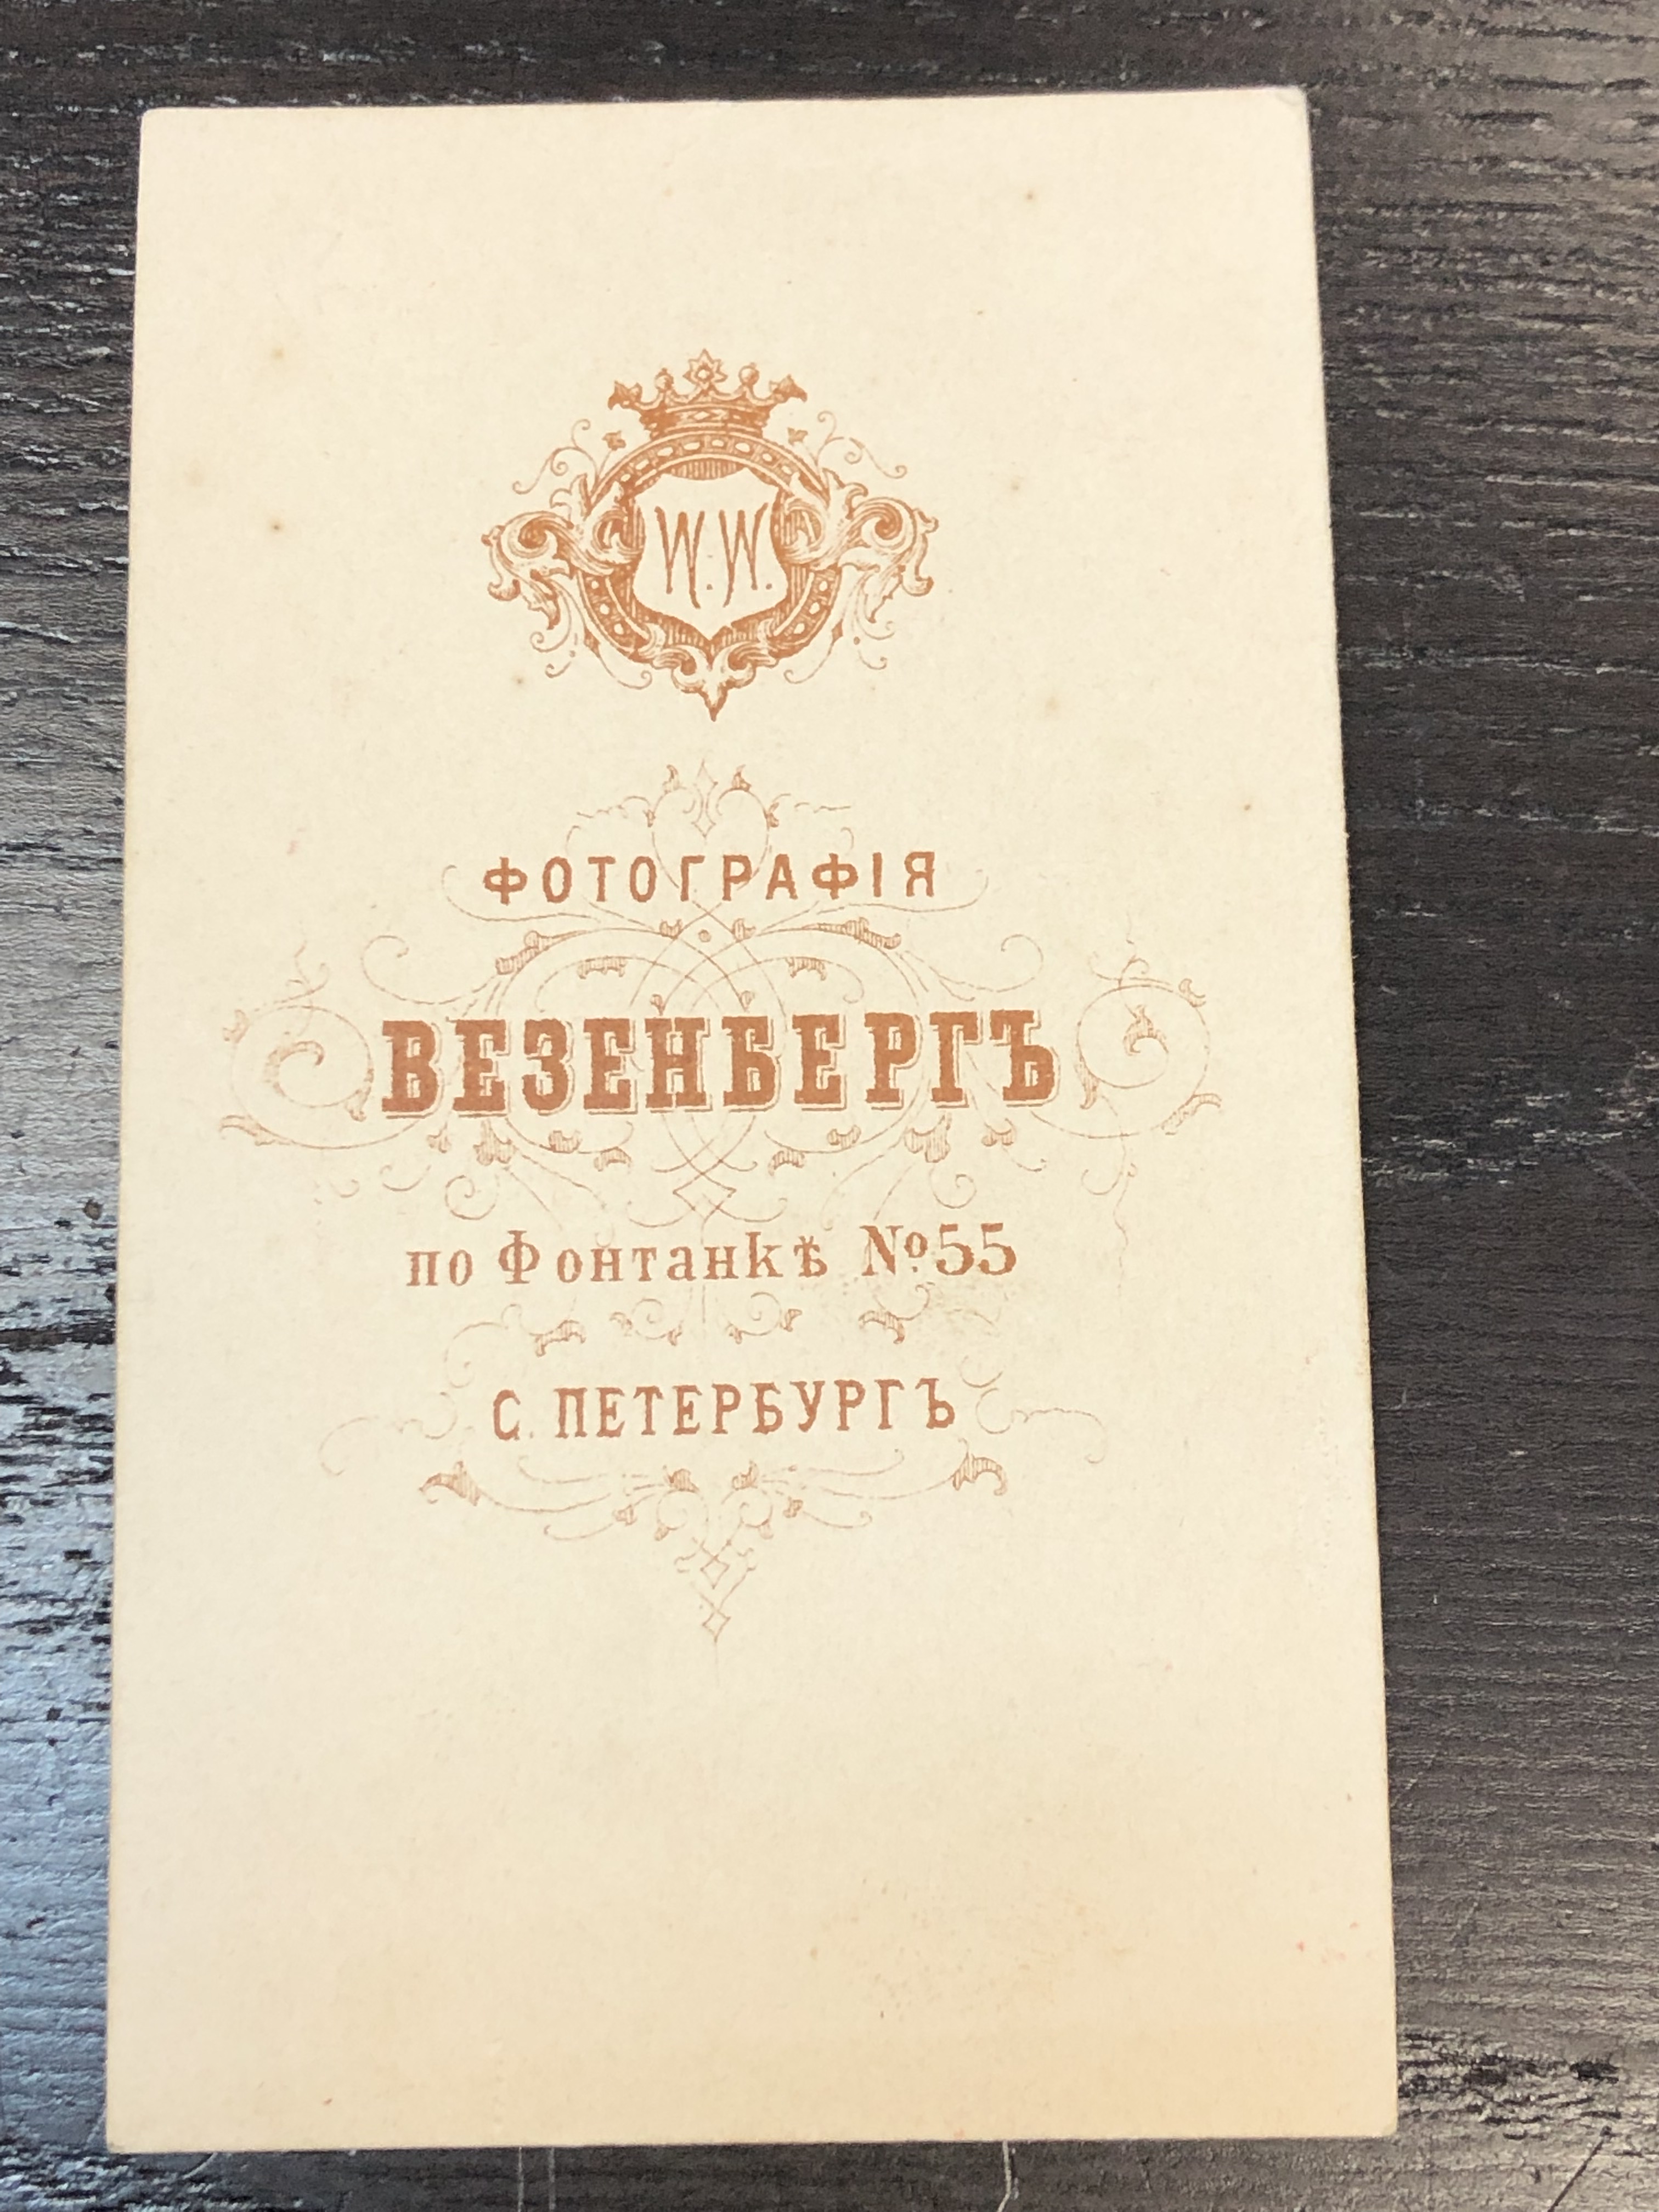 W. W.
ФОТОГРАФІЯ
ВЕЗЕНБЕРГЪ
по Фонтанкѣ №55
С. ПЕТЕРБУРГЪ